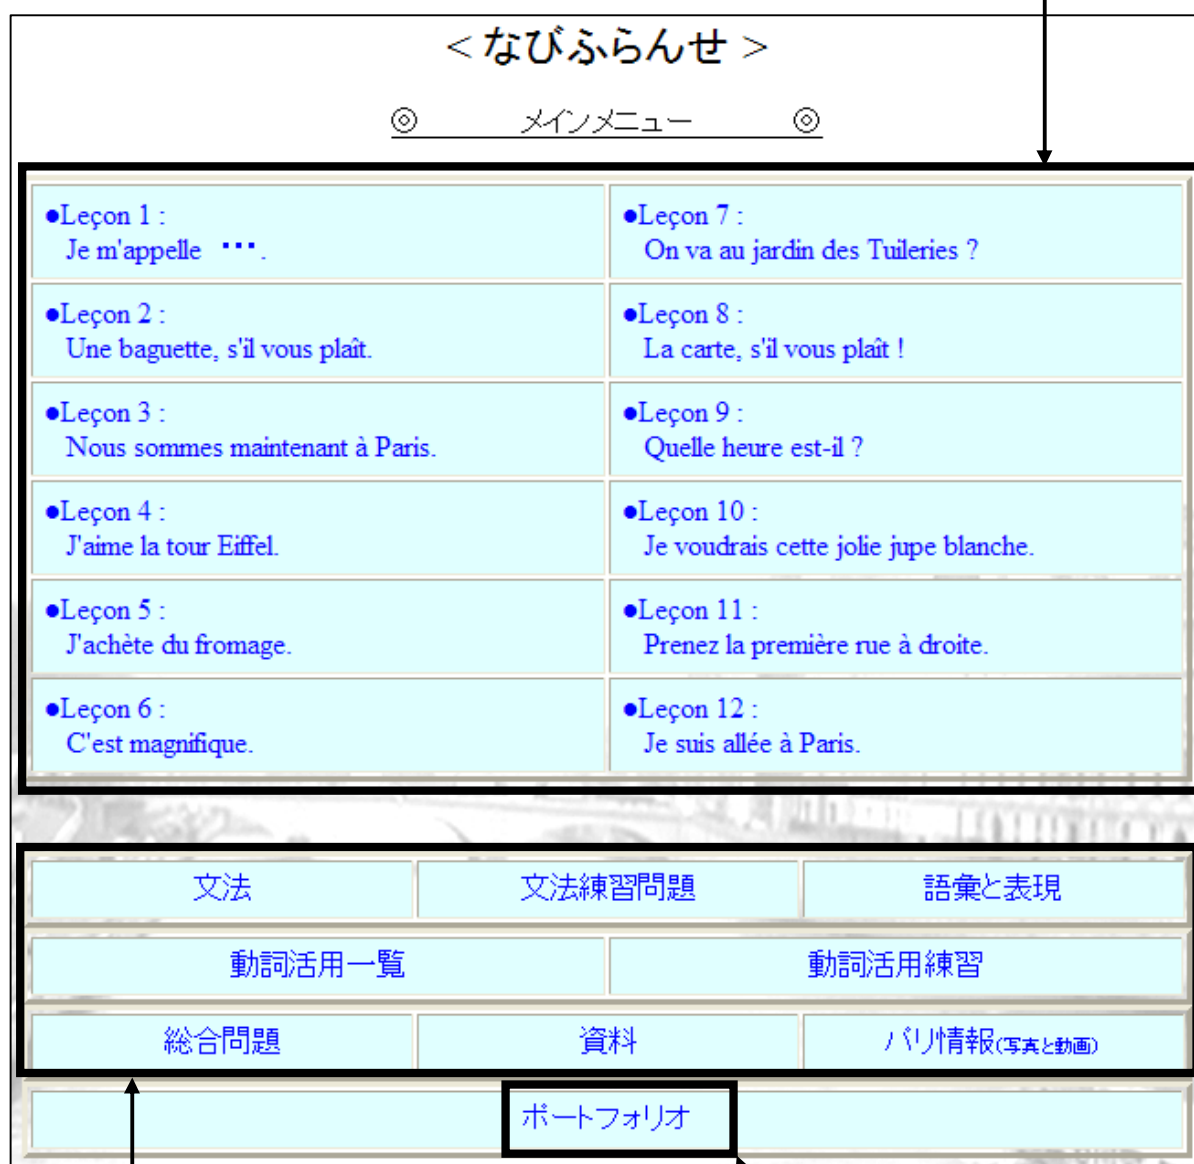 ＜なびふらんせ＞
◎ メインメニュー ◎
●Leçon 1 :
Je m'appelle ･･･ .
●Leçon 2 :
Une baguette, s'il vous plaît.
●Leçon 3 :
Nous sommes maintenant à Paris.
●Leçon 4 :
J'aime la tour Eiffel.
●Leçon 5 :
J'achète du fromage.
●Leçon 6 :
C'est magnifique.
●Leçon 7 :
On va au jardin des Tuileries ?
●Leçon 8 :
La carte, s'il vous plaît !
●Leçon 9 :
Quelle heure est-il ?
●Leçon 10 :
Je voudrais cette jolie jupe blanche.
●Leçon 11 :
Prenez la première rue à droite.
●Leçon 12 :
Je suis allée à Paris.
文法 文法練習問題 語彙と表現
動詞活用一覧 動詞活用練習
総合問題 資料 パリ情報(写真と動画)
ポートフォリオ